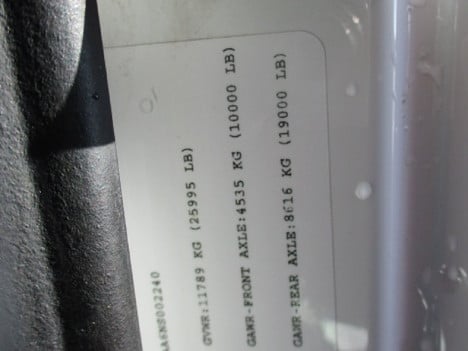 AA6N8002240
GVWR:11789 KG (25995 LB)
GAWR-FRONT AXLE:4535 KG (10000 LB)
GAWR-REAR AXLE:8616 KG (19000 LB)